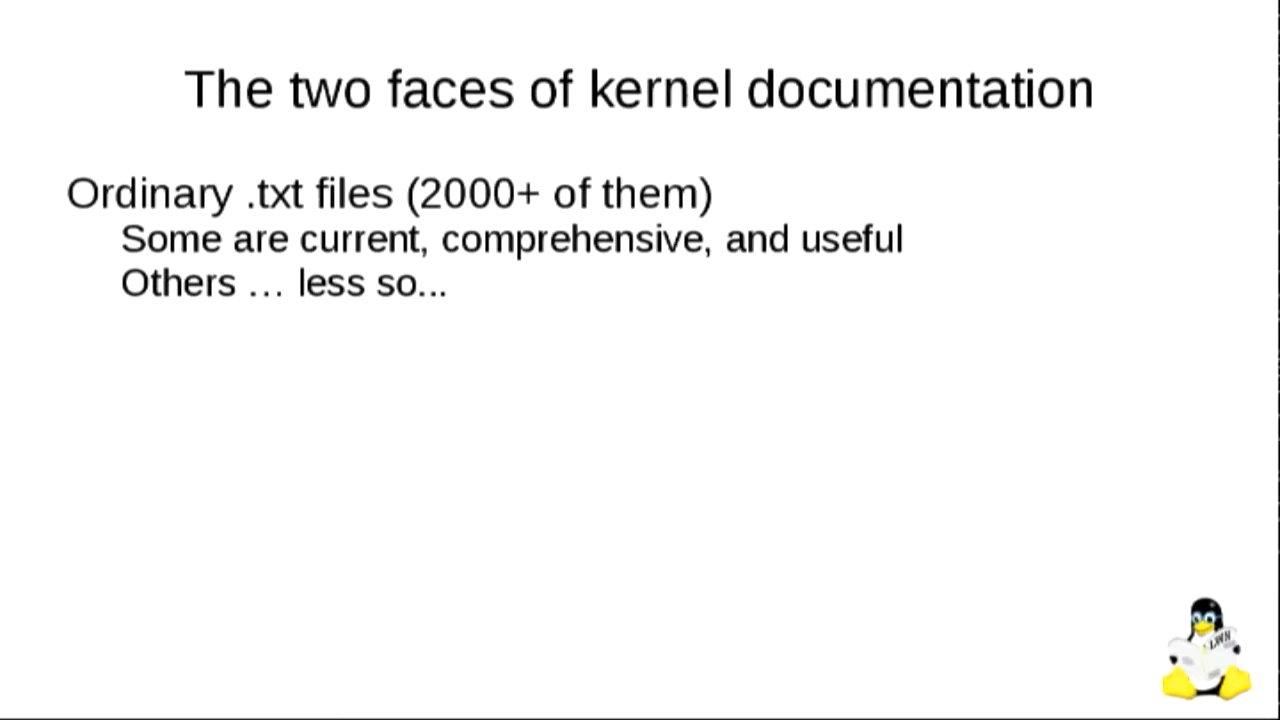 The two faces of kernel documentation
Ordinary .txt files (2000+ of them)
Some are current, comprehensive, and useful
Others … less so...
LWN